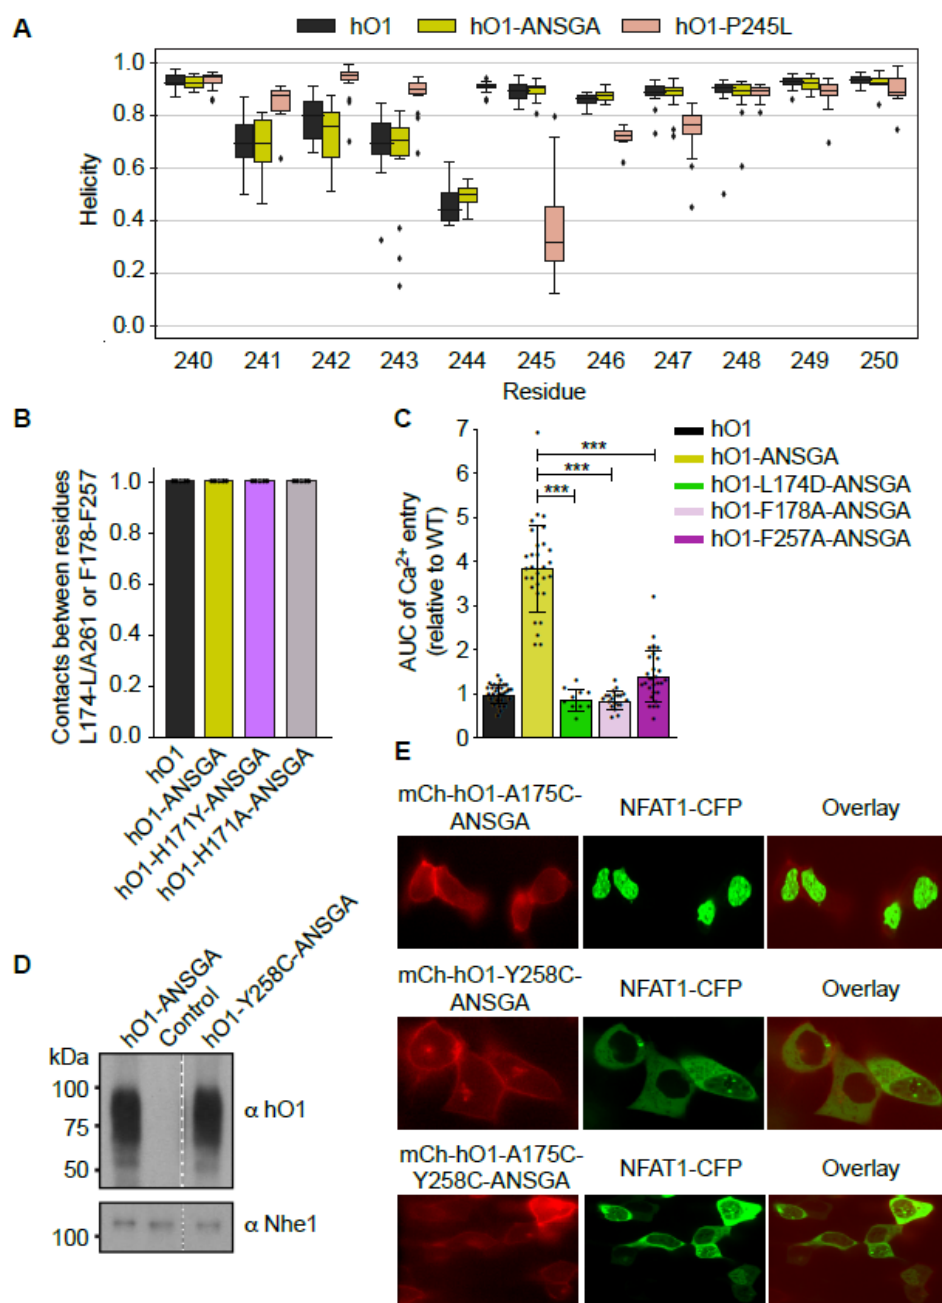 A
hO1 hO1-ANSGA hO1-P245L
1.0
0.8
0.6
0.4
0.2
0.0
Helicity
240 241 242 243 244 245 246 247 248 249 250
Residue
B
Contacts between residues
L174-L/A261 or F178-F257
1.0
0.8
0.6
0.4
0.2
0.0
hO1
hO1-ANSGA
hO1-H171Y-ANSGA
hO1-H171A-ANSGA
C
AUC of Ca²⁺ entry
(relative to WT)
7
6
5
4
3
2
1
0
***
***
***
hO1
hO1-ANSGA
hO1-L174D-ANSGA
hO1-F178A-ANSGA
hO1-F257A-ANSGA
D
hO1-ANSGA
Control
hO1-Y258C-ANSGA
kDa
100
75
50
α hO1
100
α Nhe1
E
mCh-hO1-A175C-
ANSGA
NFAT1-CFP
Overlay
mCh-hO1-Y258C-
ANSGA
NFAT1-CFP
Overlay
mCh-hO1-A175C-
Y258C-ANSGA
NFAT1-CFP
Overlay